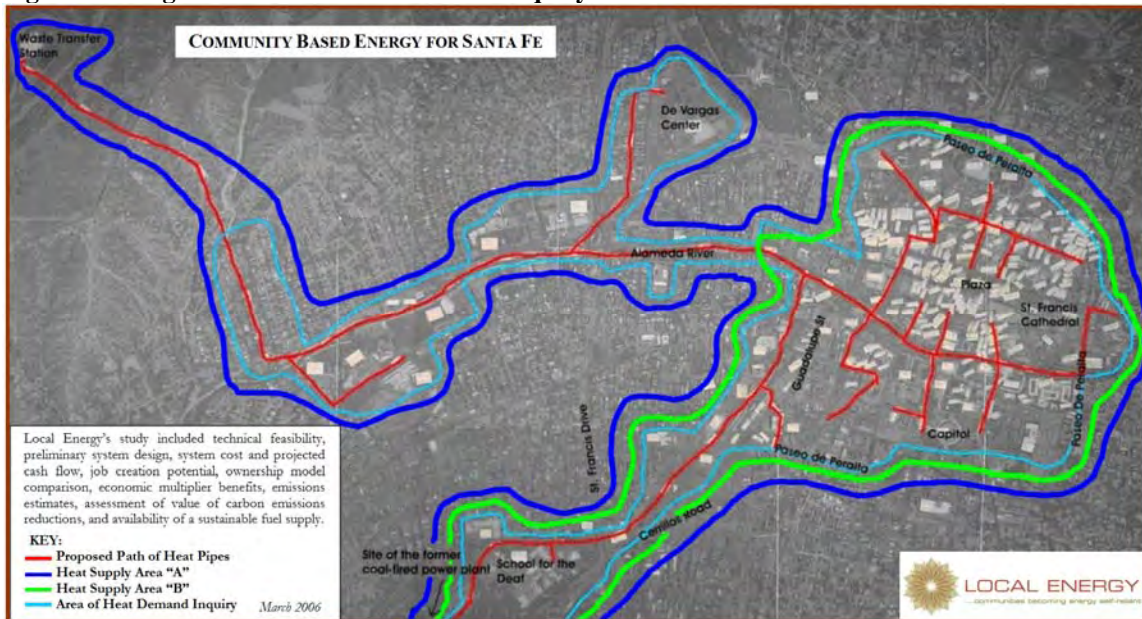 COMMUNITY BASED ENERGY FOR SANTA FE
Waste Transfer
Station
De Vargas
Center
Paseo de Peralta
Alameda River
Plaza
St. Francis
Cathedral
Guadalupe St
St. Francis Drive
Paseo De Peralta
Capitol
Paseo de Peralta
Cerrillos Road
Site of the former
coal-fired power plant
School for the
Deaf
Local Energy's study included technical feasibility,
preliminary system design, system cost and projected
cash flow, job creation potential, ownership model
comparison, economic multiplier benefits, emissions
estimates, assessment of value of carbon emissions
reductions, and availability of a sustainable fuel supply.
KEY:
Proposed Path of Heat Pipes
Heat Supply Area "A"
Heat Supply Area "B"
Area of Heat Demand Inquiry
March 2006
LOCAL ENERGY
...communities becoming energy self-reliant